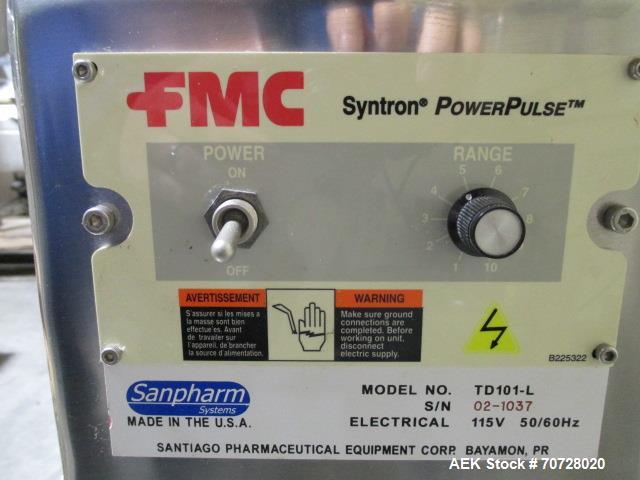 FMC
Syntron® PowerPulse™
POWER
ON
OFF
RANGE
1 2 3 4 5 6 7 8 10
AVERTISSEMENT
S'assurer si les mises a
la masse sont bien
effectue'es. Avant
de travailler sur
l'appareil, de brancher
la source d'alimentation.
WARNING
Make sure ground
connections are
completed. Before
working on unit,
disconnect
electric supply.
B225322
Sanpharm
Systems
MADE IN THE U.S.A.
MODEL NO. TD101-L
S/N 02-1037
ELECTRICAL 115V 50/60Hz
SANTIAGO PHARMACEUTICAL EQUIPMENT CORP. BAYAMON, PR
AEK Stock # 70728020